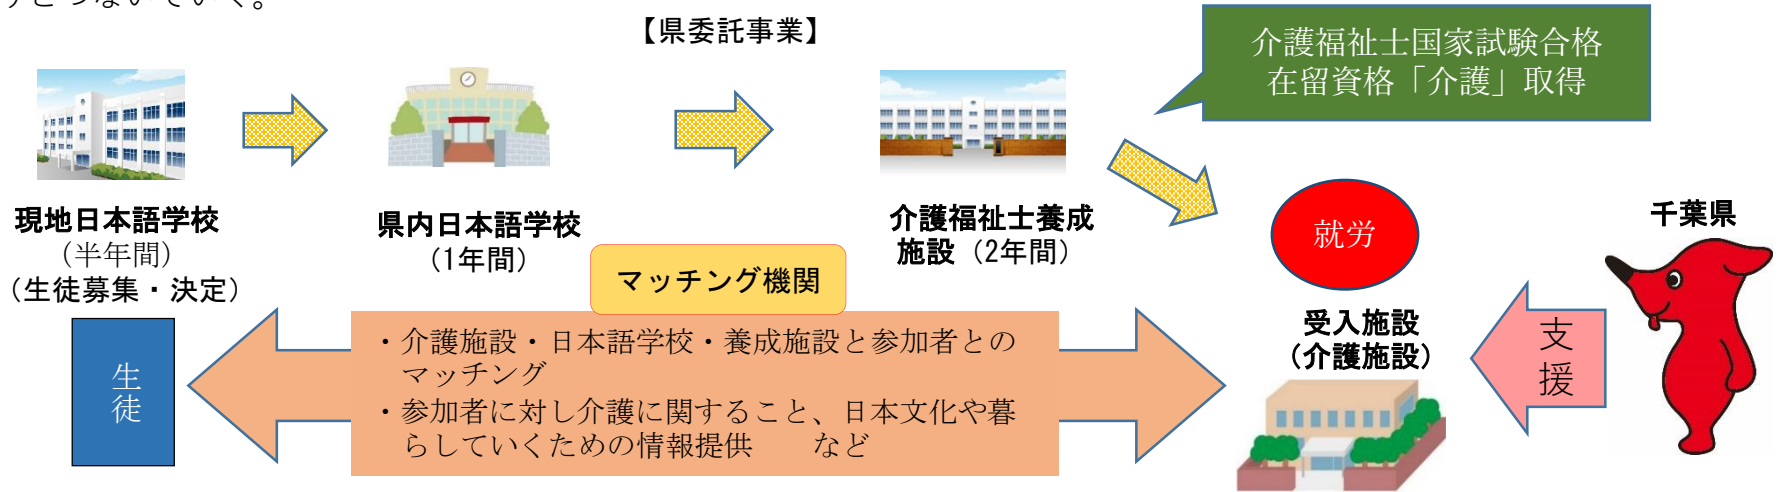 【県委託事業】
介護福祉士国家試験合格
在留資格「介護」取得
現地日本語学校
（半年間）
（生徒募集・決定）
県内日本語学校
（1年間）
介護福祉士養成
施設（2年間）
就労
千葉県
マッチング機関
生徒
・介護施設・日本語学校・養成施設と参加者との
マッチング
・参加者に対し介護に関すること、日本文化や暮
らしていくための情報提供　　など
受入施設
（介護施設）
支援